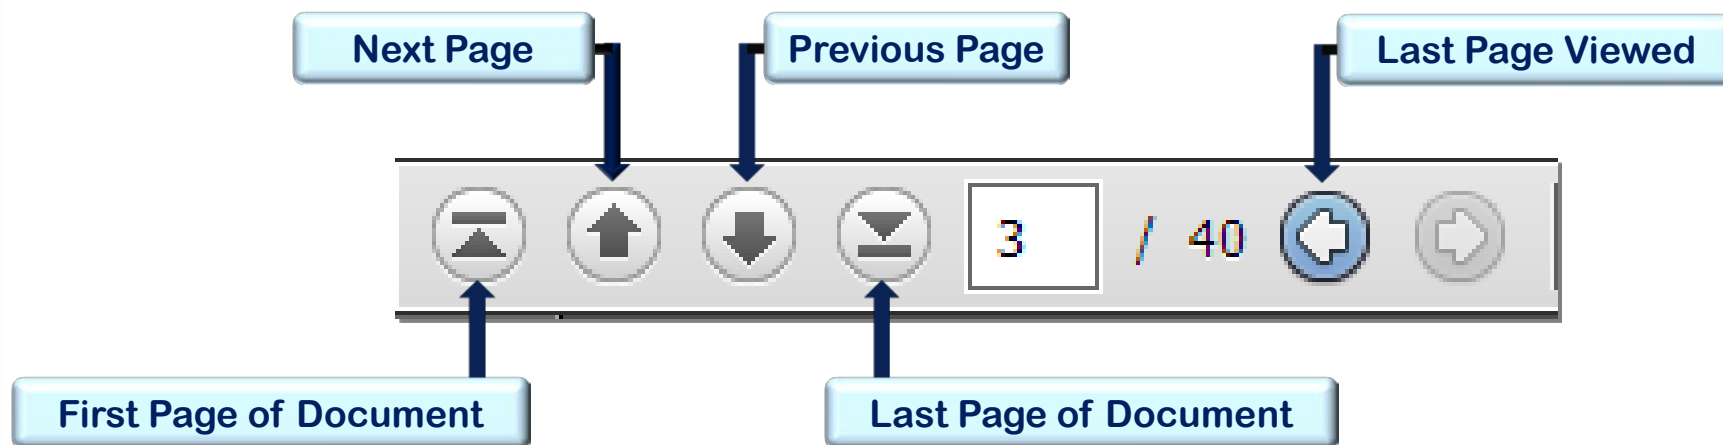 Next Page
Previous Page
Last Page Viewed
3 / 40
First Page of Document
Last Page of Document